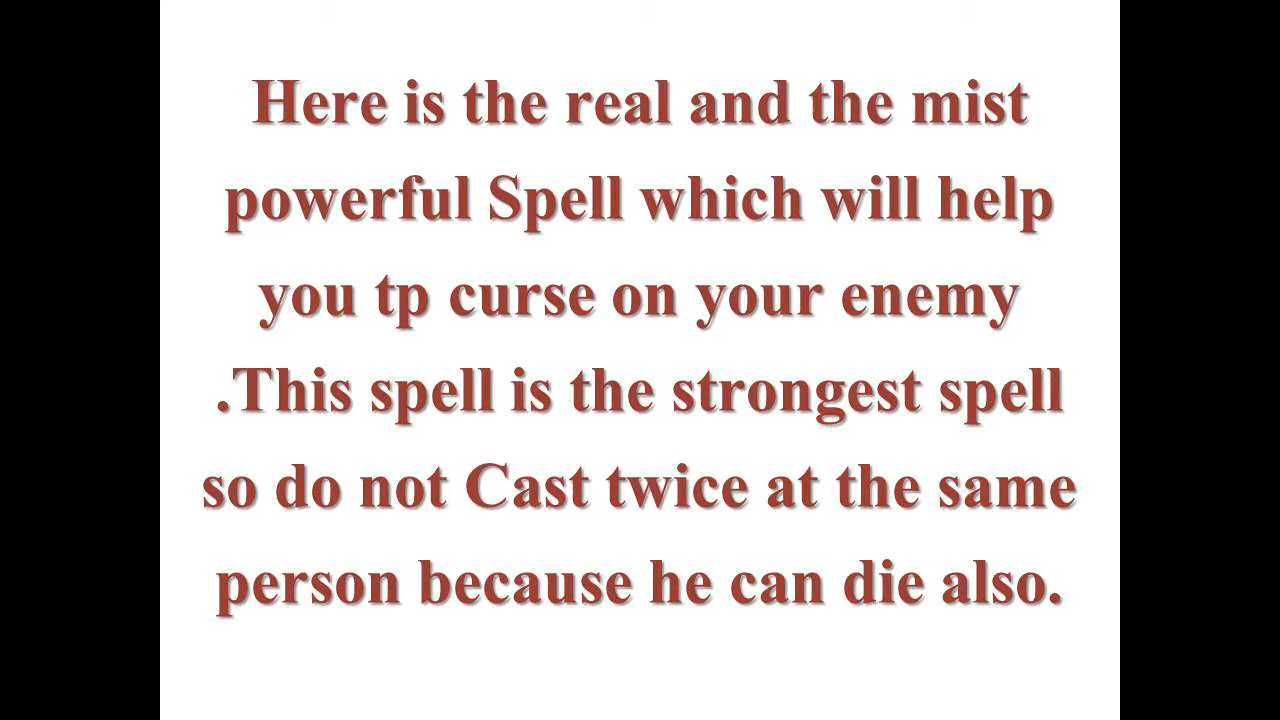 Here is the real and the mist
powerful Spell which will help
you tp curse on your enemy
.This spell is the strongest spell
so do not Cast twice at the same
person because he can die also.